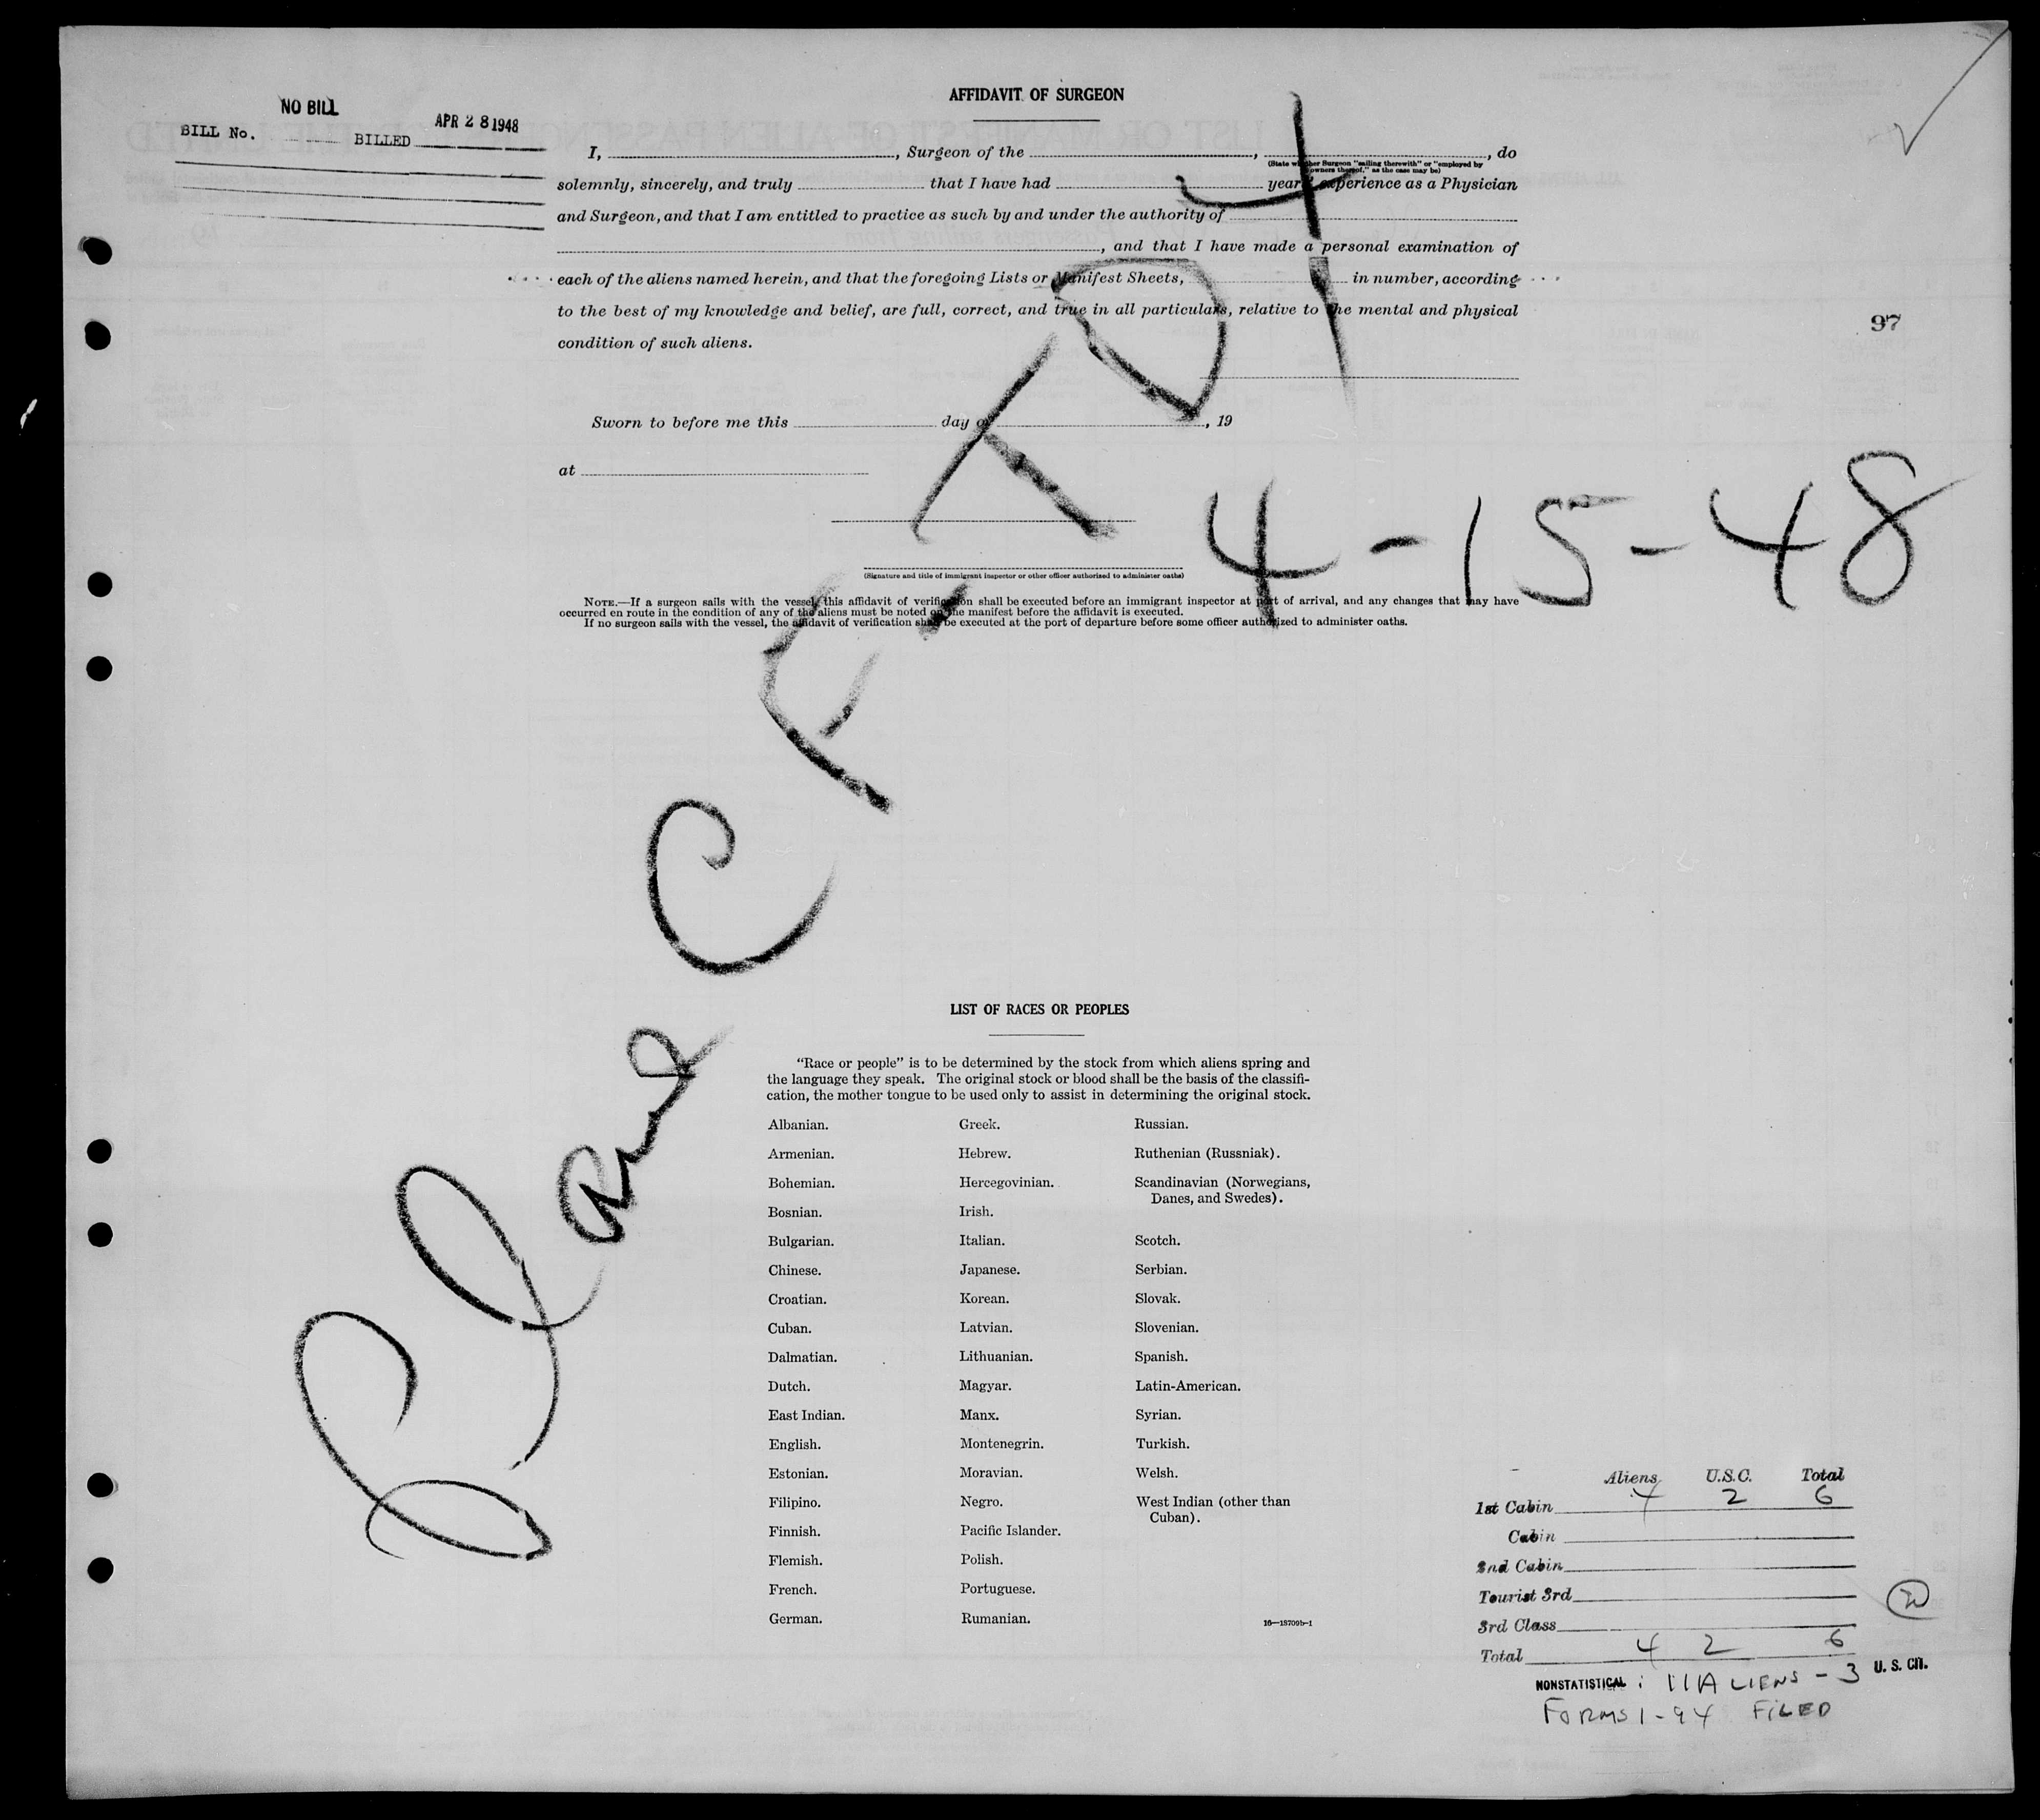 NO BILL
BILL No. BILLED APR 28 1948
AFFIDAVIT OF SURGEON
I, , Surgeon of the , , do
(State whether Surgeon "sailing therewith" or "employed by
owners thereof," as the case may be)
solemnly, sincerely, and truly that I have had years' experience as a Physician
and Surgeon, and that I am entitled to practice as such by and under the authority of
, and that I have made a personal examination of
each of the aliens named herein, and that the foregoing Lists or Manifest Sheets, in number, according
to the best of my knowledge and belief, are full, correct, and true in all particulars, relative to the mental and physical
condition of such aliens.
97
Sworn to before me this day of , 19
at
(Signature and title of immigrant inspector or other officer authorized to administer oaths)
NOTE.—If a surgeon sails with the vessel, this affidavit of verification shall be executed before an immigrant inspector at port of arrival, and any changes that may have
occurred en route in the condition of any of the aliens must be noted on the manifest before the affidavit is executed.
If no surgeon sails with the vessel, the affidavit of verification shall be executed at the port of departure before some officer authorized to administer oaths.
Plane CF-TDY
4-15-48
LIST OF RACES OR PEOPLES
"Race or people" is to be determined by the stock from which aliens spring and
the language they speak. The original stock or blood shall be the basis of the classifi-
cation, the mother tongue to be used only to assist in determining the original stock.
Albanian. Greek. Russian.
Armenian. Hebrew. Ruthenian (Russniak).
Bohemian. Hercegovinian. Scandinavian (Norwegians,
Danes, and Swedes).
Bosnian. Irish.
Bulgarian. Italian. Scotch.
Chinese. Japanese. Serbian.
Croatian. Korean. Slovak.
Cuban. Latvian. Slovenian.
Dalmatian. Lithuanian. Spanish.
Dutch. Magyar. Latin-American.
East Indian. Manx. Syrian.
English. Montenegrin. Turkish.
Estonian. Moravian. Welsh.
Filipino. Negro. West Indian (other than
Cuban).
Finnish. Pacific Islander.
Flemish. Polish.
French. Portuguese.
German. Rumanian. 16—18709b-1
Aliens U.S.C. Total
1st Cabin 4 2 6
Cabin
2nd Cabin
Tourist 3rd
3rd Class
Total 4 2 6
NONSTATISTICAL : 11 ALIENS - 3 U. S. Cit.
FORMS I-94 FILED